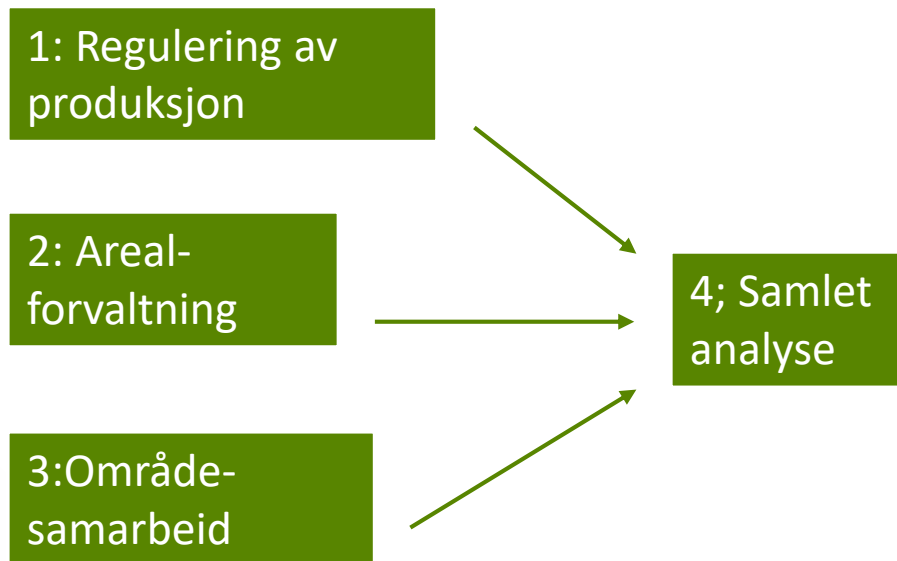 1: Regulering av
produksjon
2: Areal-
forvaltning
4; Samlet
analyse
3:Område-
samarbeid